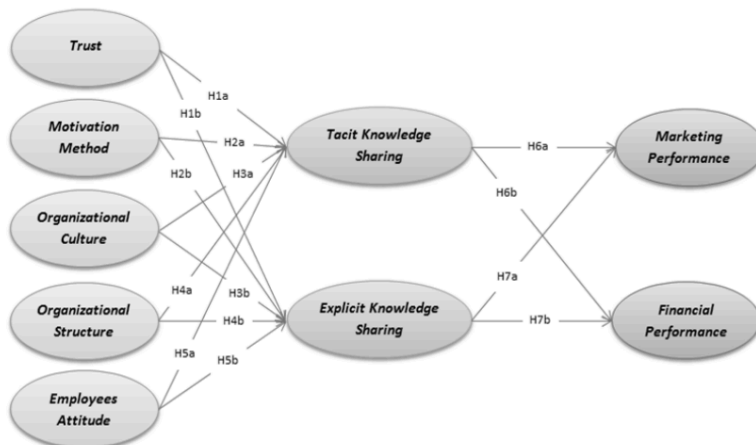 Trust
H1a
H1b
Motivation
Method
H2a
H2b
Tacit Knowledge
Sharing
H6a
Marketing
Performance
H3a
H6b
Organizational
Culture
H4a
H3b
H7a
Organizational
Structure
H4b
Explicit Knowledge
Sharing
H7b
Financial
Performance
H5a
H5b
Employees
Attitude